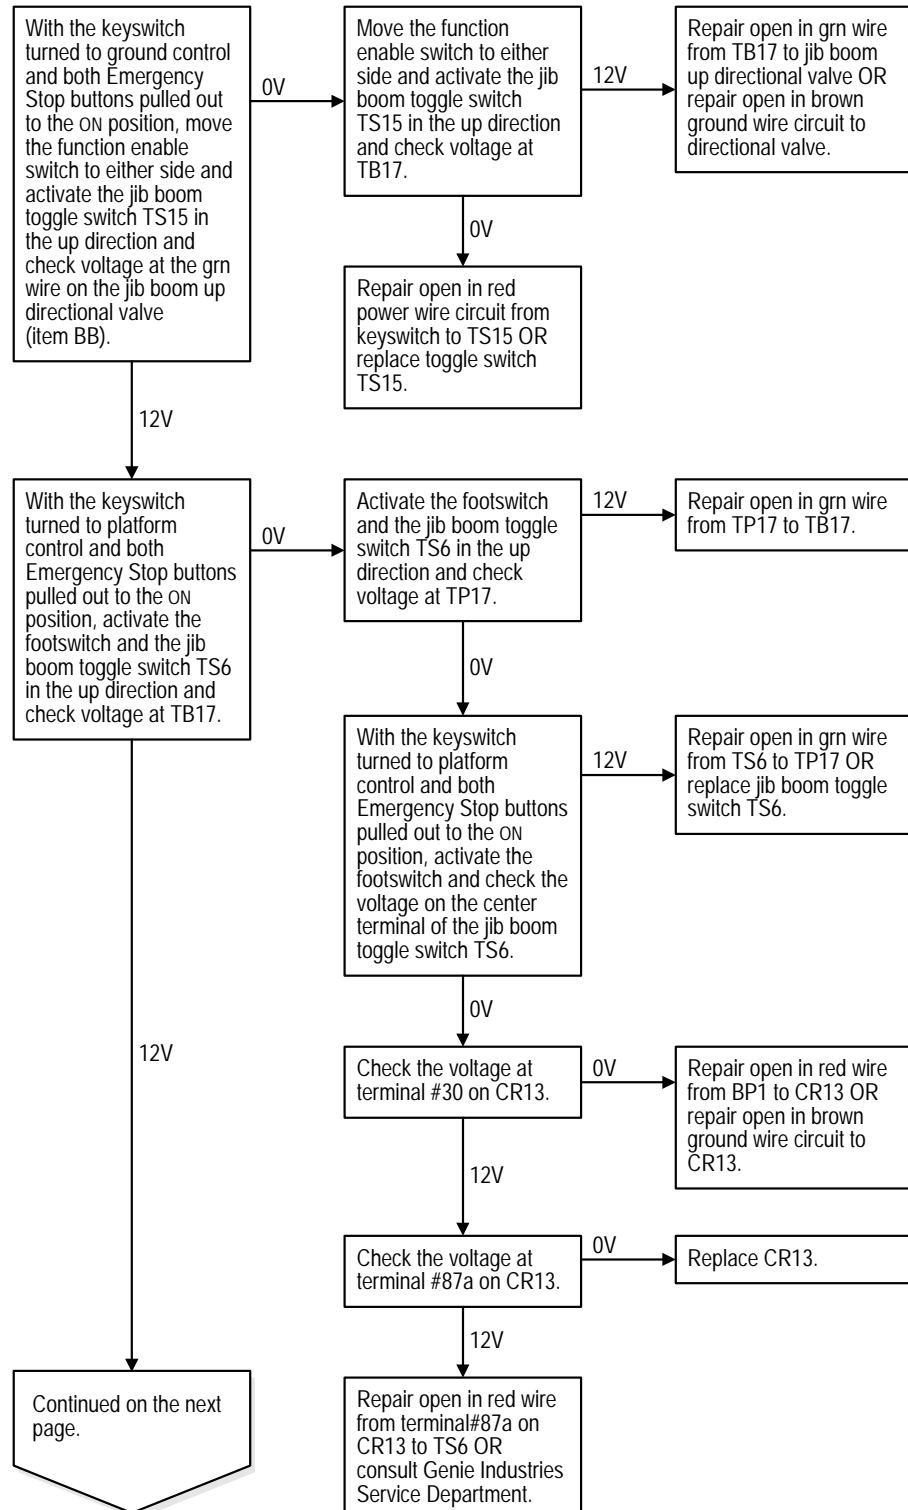 With the keyswitch
turned to ground control
and both Emergency
Stop buttons pulled out
to the ON position, move
the function enable
switch to either side and
activate the jib boom
toggle switch TS15 in
the up direction and
check voltage at the grn
wire on the jib boom up
directional valve
(item BB).
0V
Move the function
enable switch to either
side and activate the jib
boom toggle switch
TS15 in the up direction
and check voltage at
TB17.
12V
Repair open in grn wire
from TB17 to jib boom
up directional valve OR
repair open in brown
ground wire circuit to
directional valve.
0V
Repair open in red
power wire circuit from
keyswitch to TS15 OR
replace toggle switch
TS15.
12V
With the keyswitch
turned to platform
control and both
Emergency Stop buttons
pulled out to the ON
position, activate the
footswitch and the jib
boom toggle switch TS6
in the up direction and
check voltage at TB17.
0V
Activate the footswitch
and the jib boom toggle
switch TS6 in the up
direction and check
voltage at TP17.
12V
Repair open in grn wire
from TP17 to TB17.
0V
With the keyswitch
turned to platform
control and both
Emergency Stop buttons
pulled out to the ON
position, activate the
footswitch and check the
voltage on the center
terminal of the jib boom
toggle switch TS6.
12V
Repair open in grn wire
from TS6 to TP17 OR
replace jib boom toggle
switch TS6.
0V
Check the voltage at
terminal #30 on CR13.
0V
Repair open in red wire
from BP1 to CR13 OR
repair open in brown
ground wire circuit to
CR13.
12V
Check the voltage at
terminal #87a on CR13.
0V
Replace CR13.
12V
Repair open in red wire
from terminal#87a on
CR13 to TS6 OR
consult Genie Industries
Service Department.
12V
Continued on the next
page.